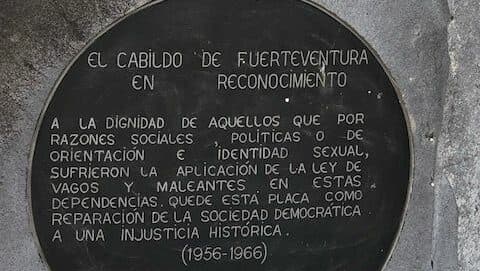 EL CABILDO DE FUERTEVENTURA
EN RECONOCIMIENTO
A LA DIGNIDAD DE AQUELLOS QUE POR
RAZONES SOCIALES , POLÍTICAS O DE
ORIENTACIÓN E IDENTIDAD SEXUAL,
SUFRIERON LA APLICACIÓN DE LA LEY DE
VAGOS Y MALEANTES EN ESTAS
DEPENDENCIAS. QUEDE ESTA PLACA COMO
REPARACIÓN DE LA SOCIEDAD DEMOCRÁTICA
A UNA INJUSTICIA HISTÓRICA.
(1956-1966)